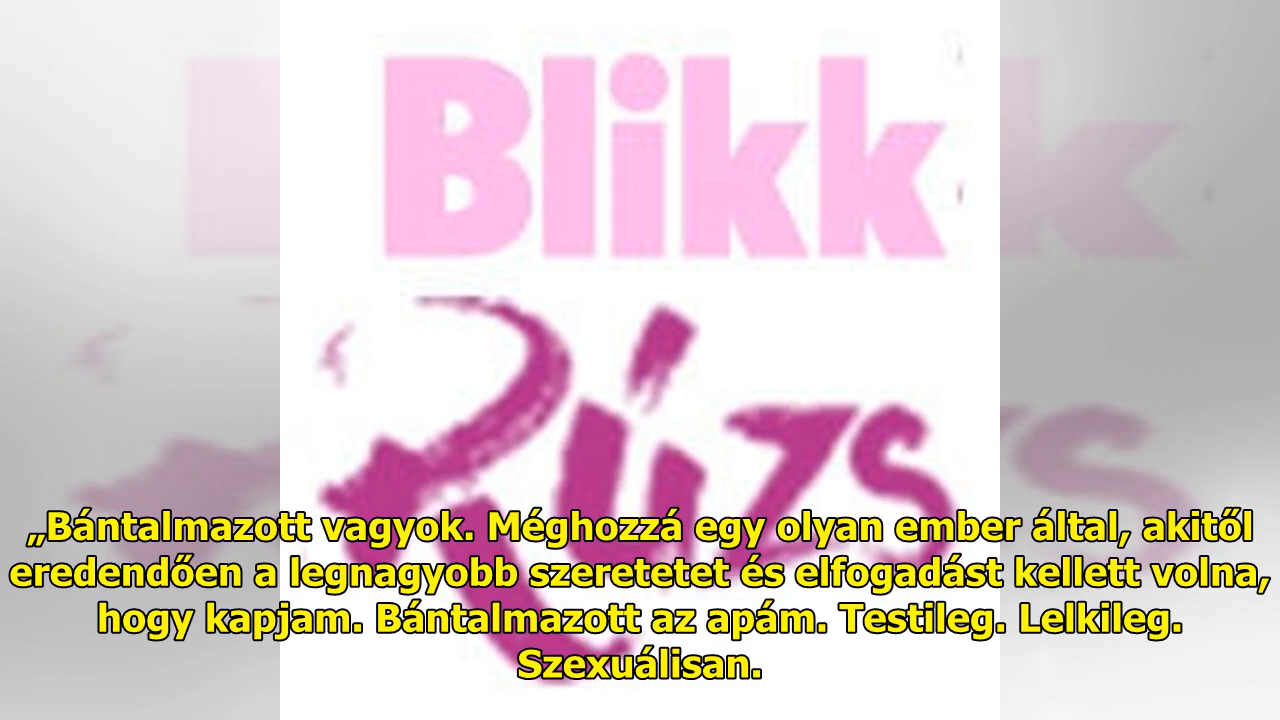 Blikk
Rúzs
„Bántalmazott vagyok. Méghozzá egy olyan ember által, akitől
eredendően a legnagyobb szeretetet és elfogadást kellett volna,
hogy kapjam. Bántalmazott az apám. Testileg. Lelkileg.
Szexuálisan.